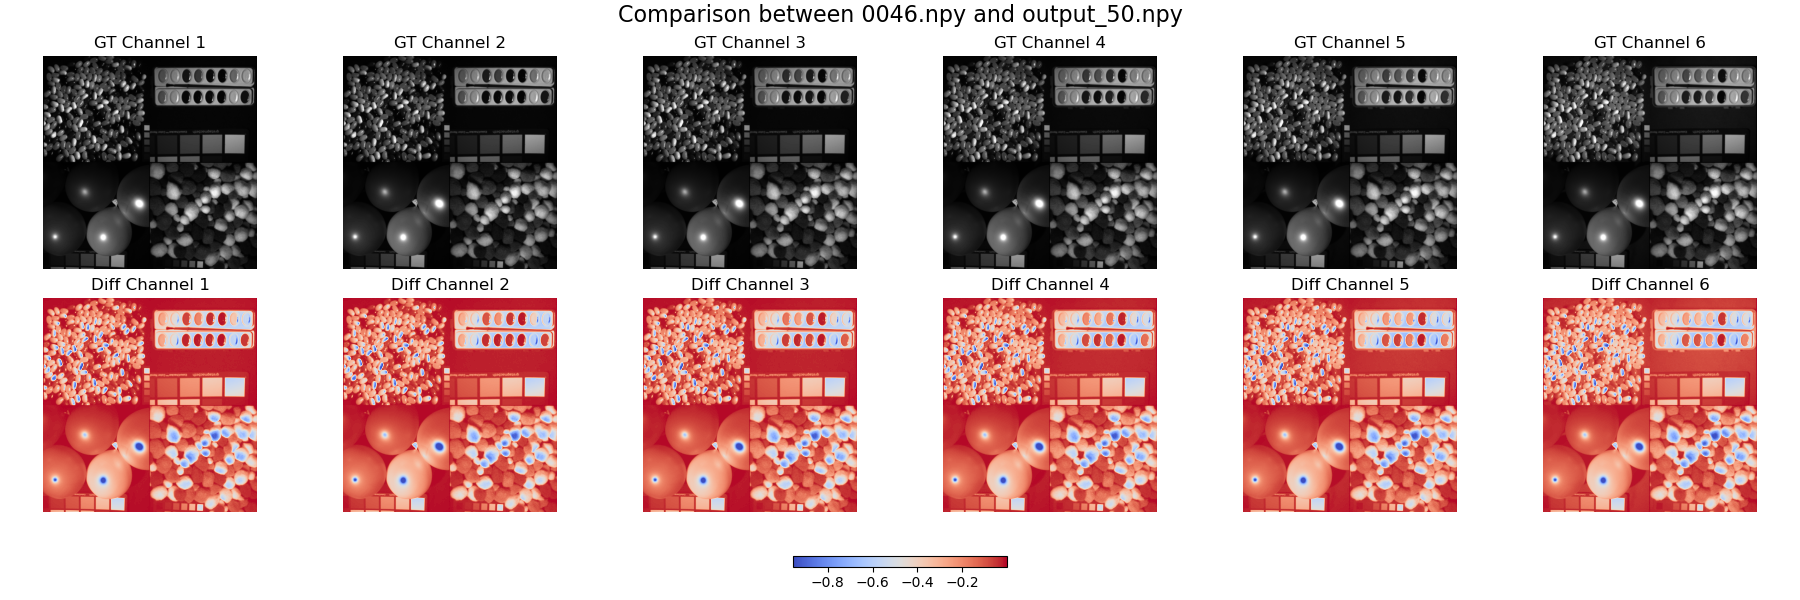 Comparison between 0046.npy and output_50.npy
GT Channel 1
GT Channel 2
GT Channel 3
GT Channel 4
GT Channel 5
GT Channel 6
Diff Channel 1
Diff Channel 2
Diff Channel 3
Diff Channel 4
Diff Channel 5
Diff Channel 6
−0.8 −0.6 −0.4 −0.2